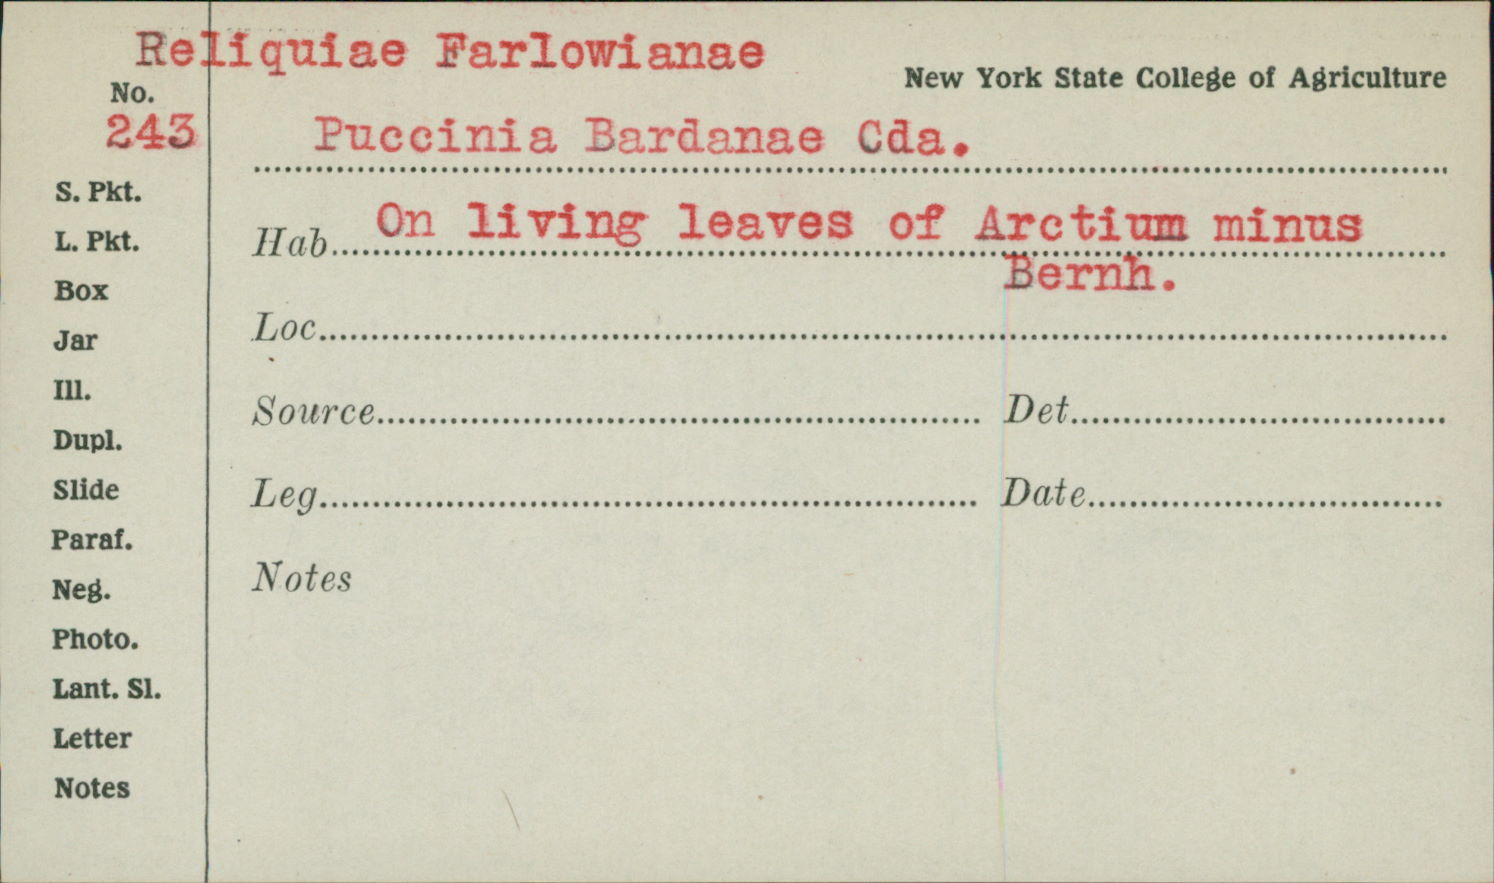 Reliquiae Farlowianae
New York State College of Agriculture
No.
243
Puccinia Bardanae Cda.
S. Pkt.
L. Pkt.
Box
Jar
Ill.
Dupl.
Slide
Paraf.
Neg.
Photo.
Lant. Sl.
Letter
Notes
Hab. On living leaves of Arctium minus
Bernh.
Loc.
Source Det.
Leg. Date
Notes